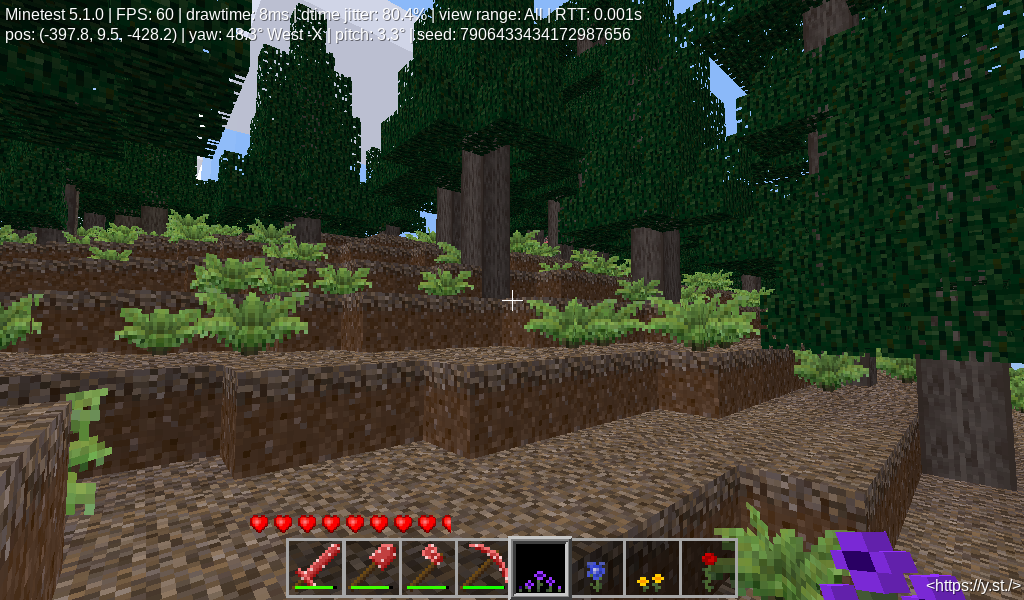 Minetest 5.1.0 | FPS: 60 | drawtime: 8ms | dtime jitter: 80.4% | view range: All | RTT: 0.001s
pos: (-397.8, 9.5, -428.2) | yaw: 46.3° West -X | pitch: 3.3° | seed: 7906433434172987656
<https://y.st./>